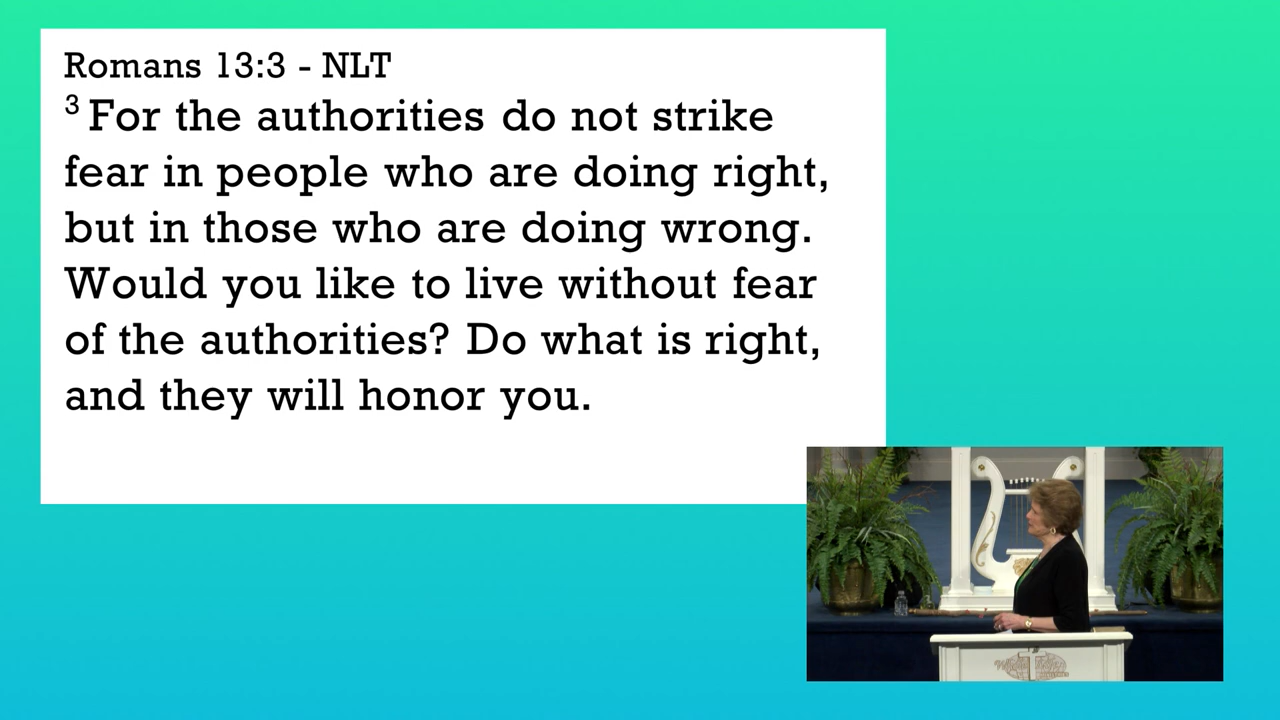 Romans 13:3 - NLT
3 For the authorities do not strike
fear in people who are doing right,
but in those who are doing wrong.
Would you like to live without fear
of the authorities? Do what is right,
and they will honor you.